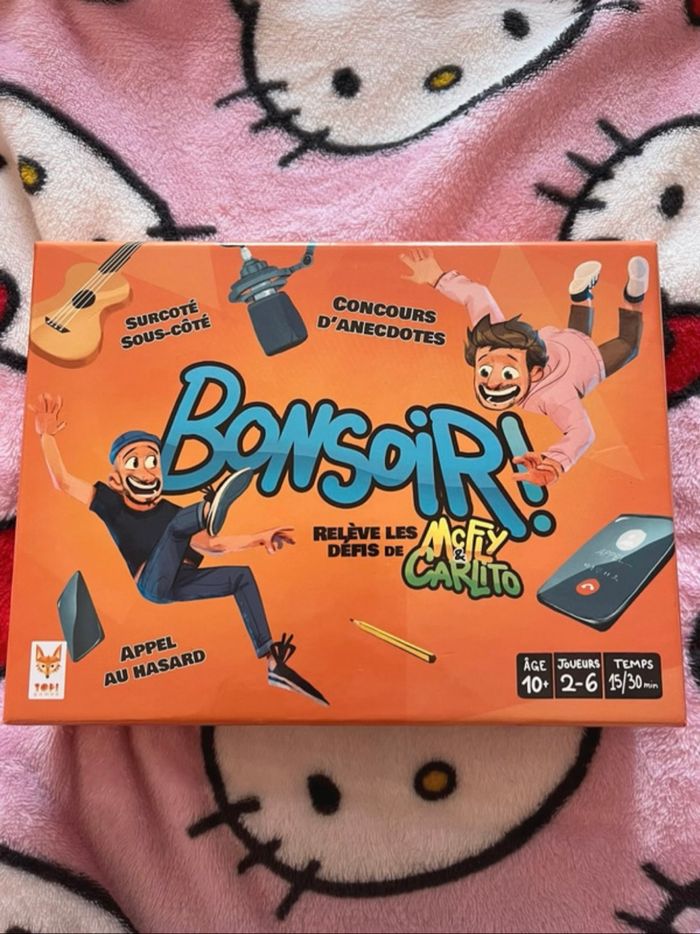 SURCOTÉ
SOUS-CÔTÉ
CONCOURS
D'ANECDOTES
BONSOIR!
RELÈVE LES
DÉFIS DE
McFLY
&
CARLITO
APPEL
AU HASARD
TOPI
GAMES
ÂGE
10+
JOUEURS
2-6
TEMPS
15/30 min